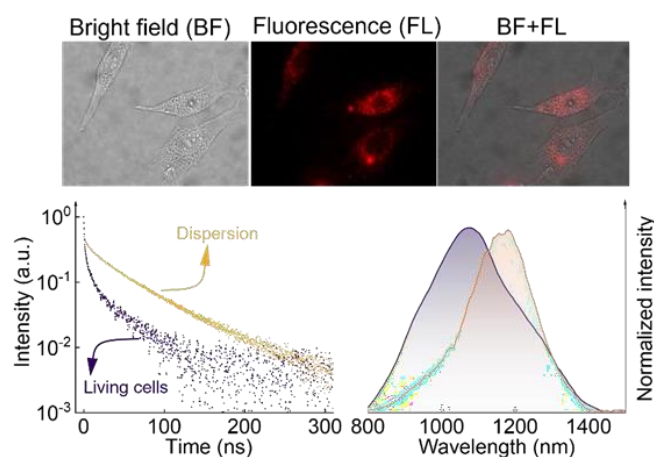 Bright field (BF)
Fluorescence (FL)
BF+FL
Intensity (a.u.)
10⁰
10⁻¹
10⁻²
10⁻³
Dispersion
Living cells
0
100
200
300
Time (ns)
800
1000
1200
1400
Wavelength (nm)
Normalized intensity